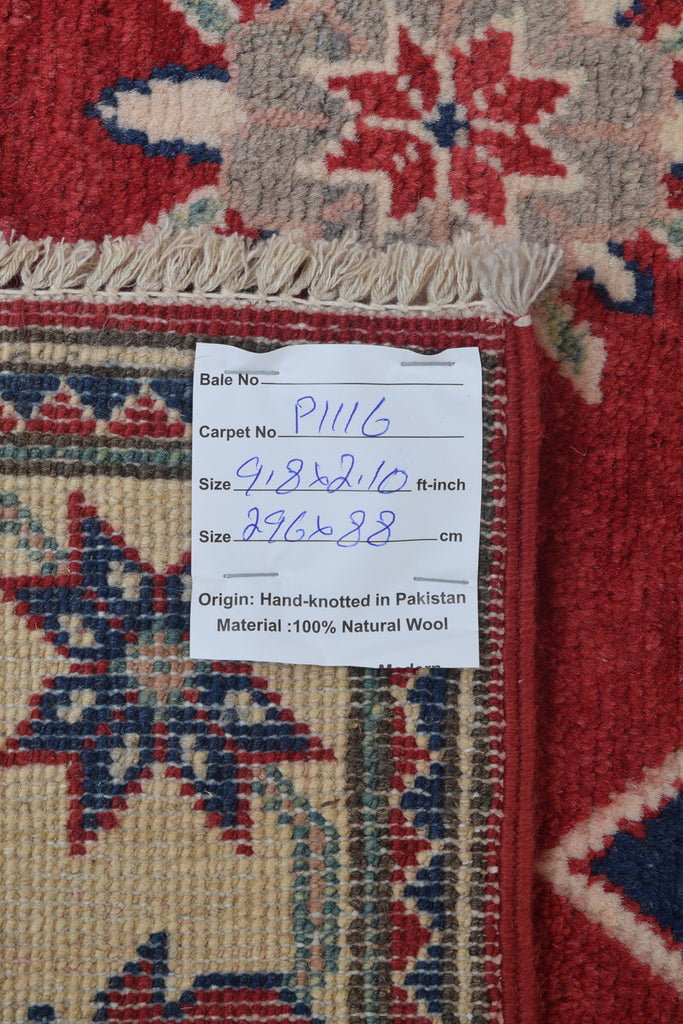 Bale No
Carpet No P1116
Size 9.8x2.10 ft-inch
Size 296x88 cm
Origin: Hand-knotted in Pakistan
Material :100% Natural Wool